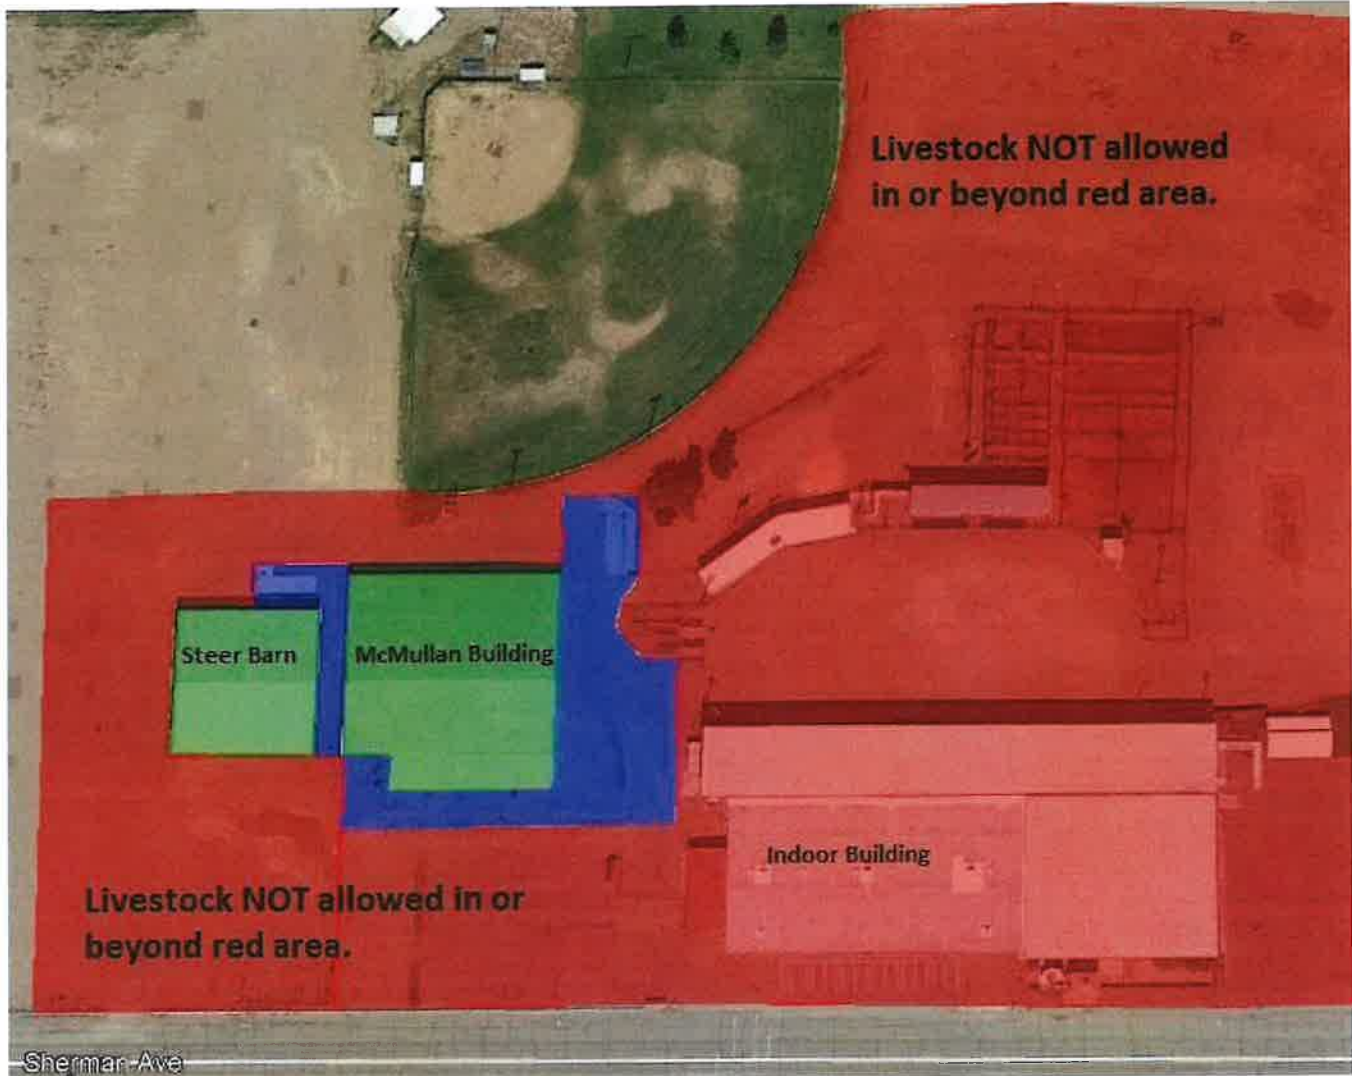 Livestock NOT allowed
in or beyond red area.
Steer Barn
McMullan Building
Indoor Building
Livestock NOT allowed in or
beyond red area.
Sherman Ave